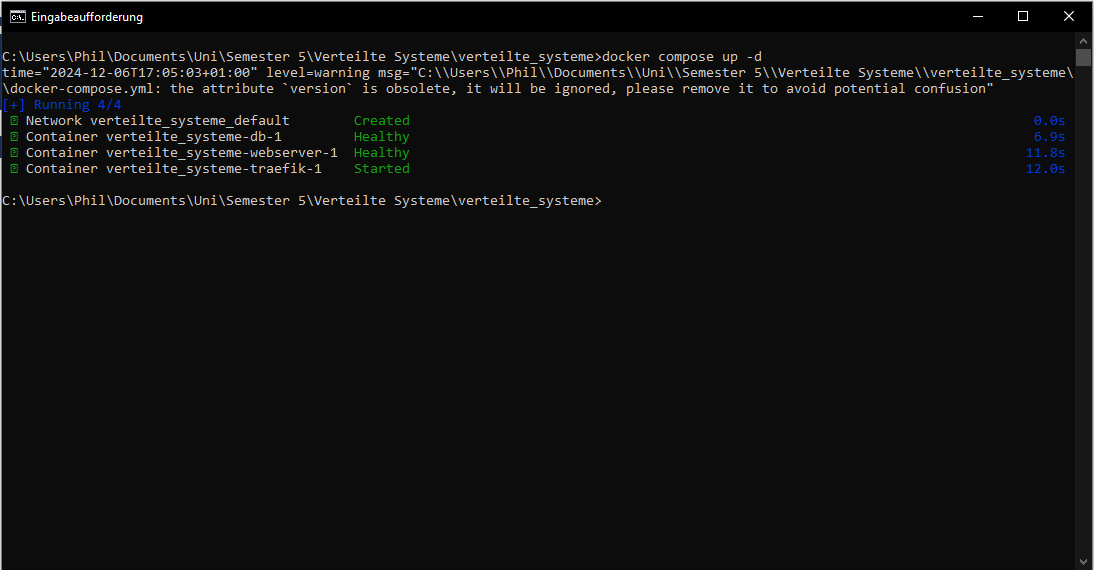 Eingabeaufforderung
C:\Users\Phil\Documents\Uni\Semester 5\Verteilte Systeme\verteilte_systeme>docker compose up -d
time="2024-12-06T17:05:03+01:00" level=warning msg="C:\\Users\\Phil\\Documents\\Uni\\Semester 5\\Verteilte Systeme\\verteilte_systeme\
\docker-compose.yml: the attribute `version` is obsolete, it will be ignored, please remove it to avoid potential confusion"
[+] Running 4/4
Network verteilte_systeme_default Created 0.0s
Container verteilte_systeme-db-1 Healthy 6.9s
Container verteilte_systeme-webserver-1 Healthy 11.8s
Container verteilte_systeme-traefik-1 Started 12.0s
C:\Users\Phil\Documents\Uni\Semester 5\Verteilte Systeme\verteilte_systeme>